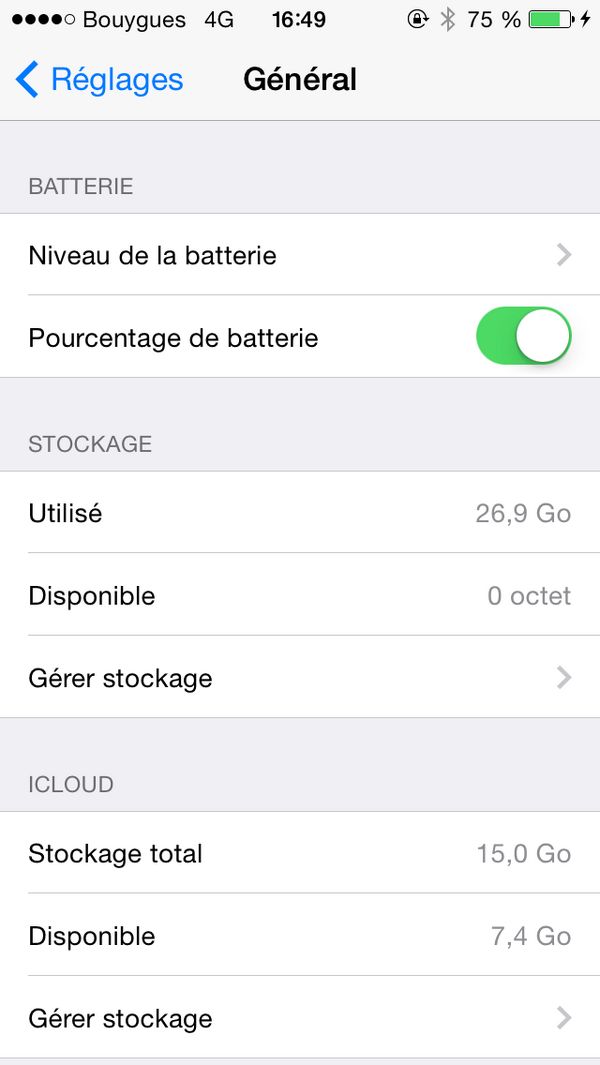 Bouygues 4G 16:49 75 %
Réglages Général
BATTERIE
Niveau de la batterie
Pourcentage de batterie
STOCKAGE
Utilisé 26,9 Go
Disponible 0 octet
Gérer stockage
ICLOUD
Stockage total 15,0 Go
Disponible 7,4 Go
Gérer stockage